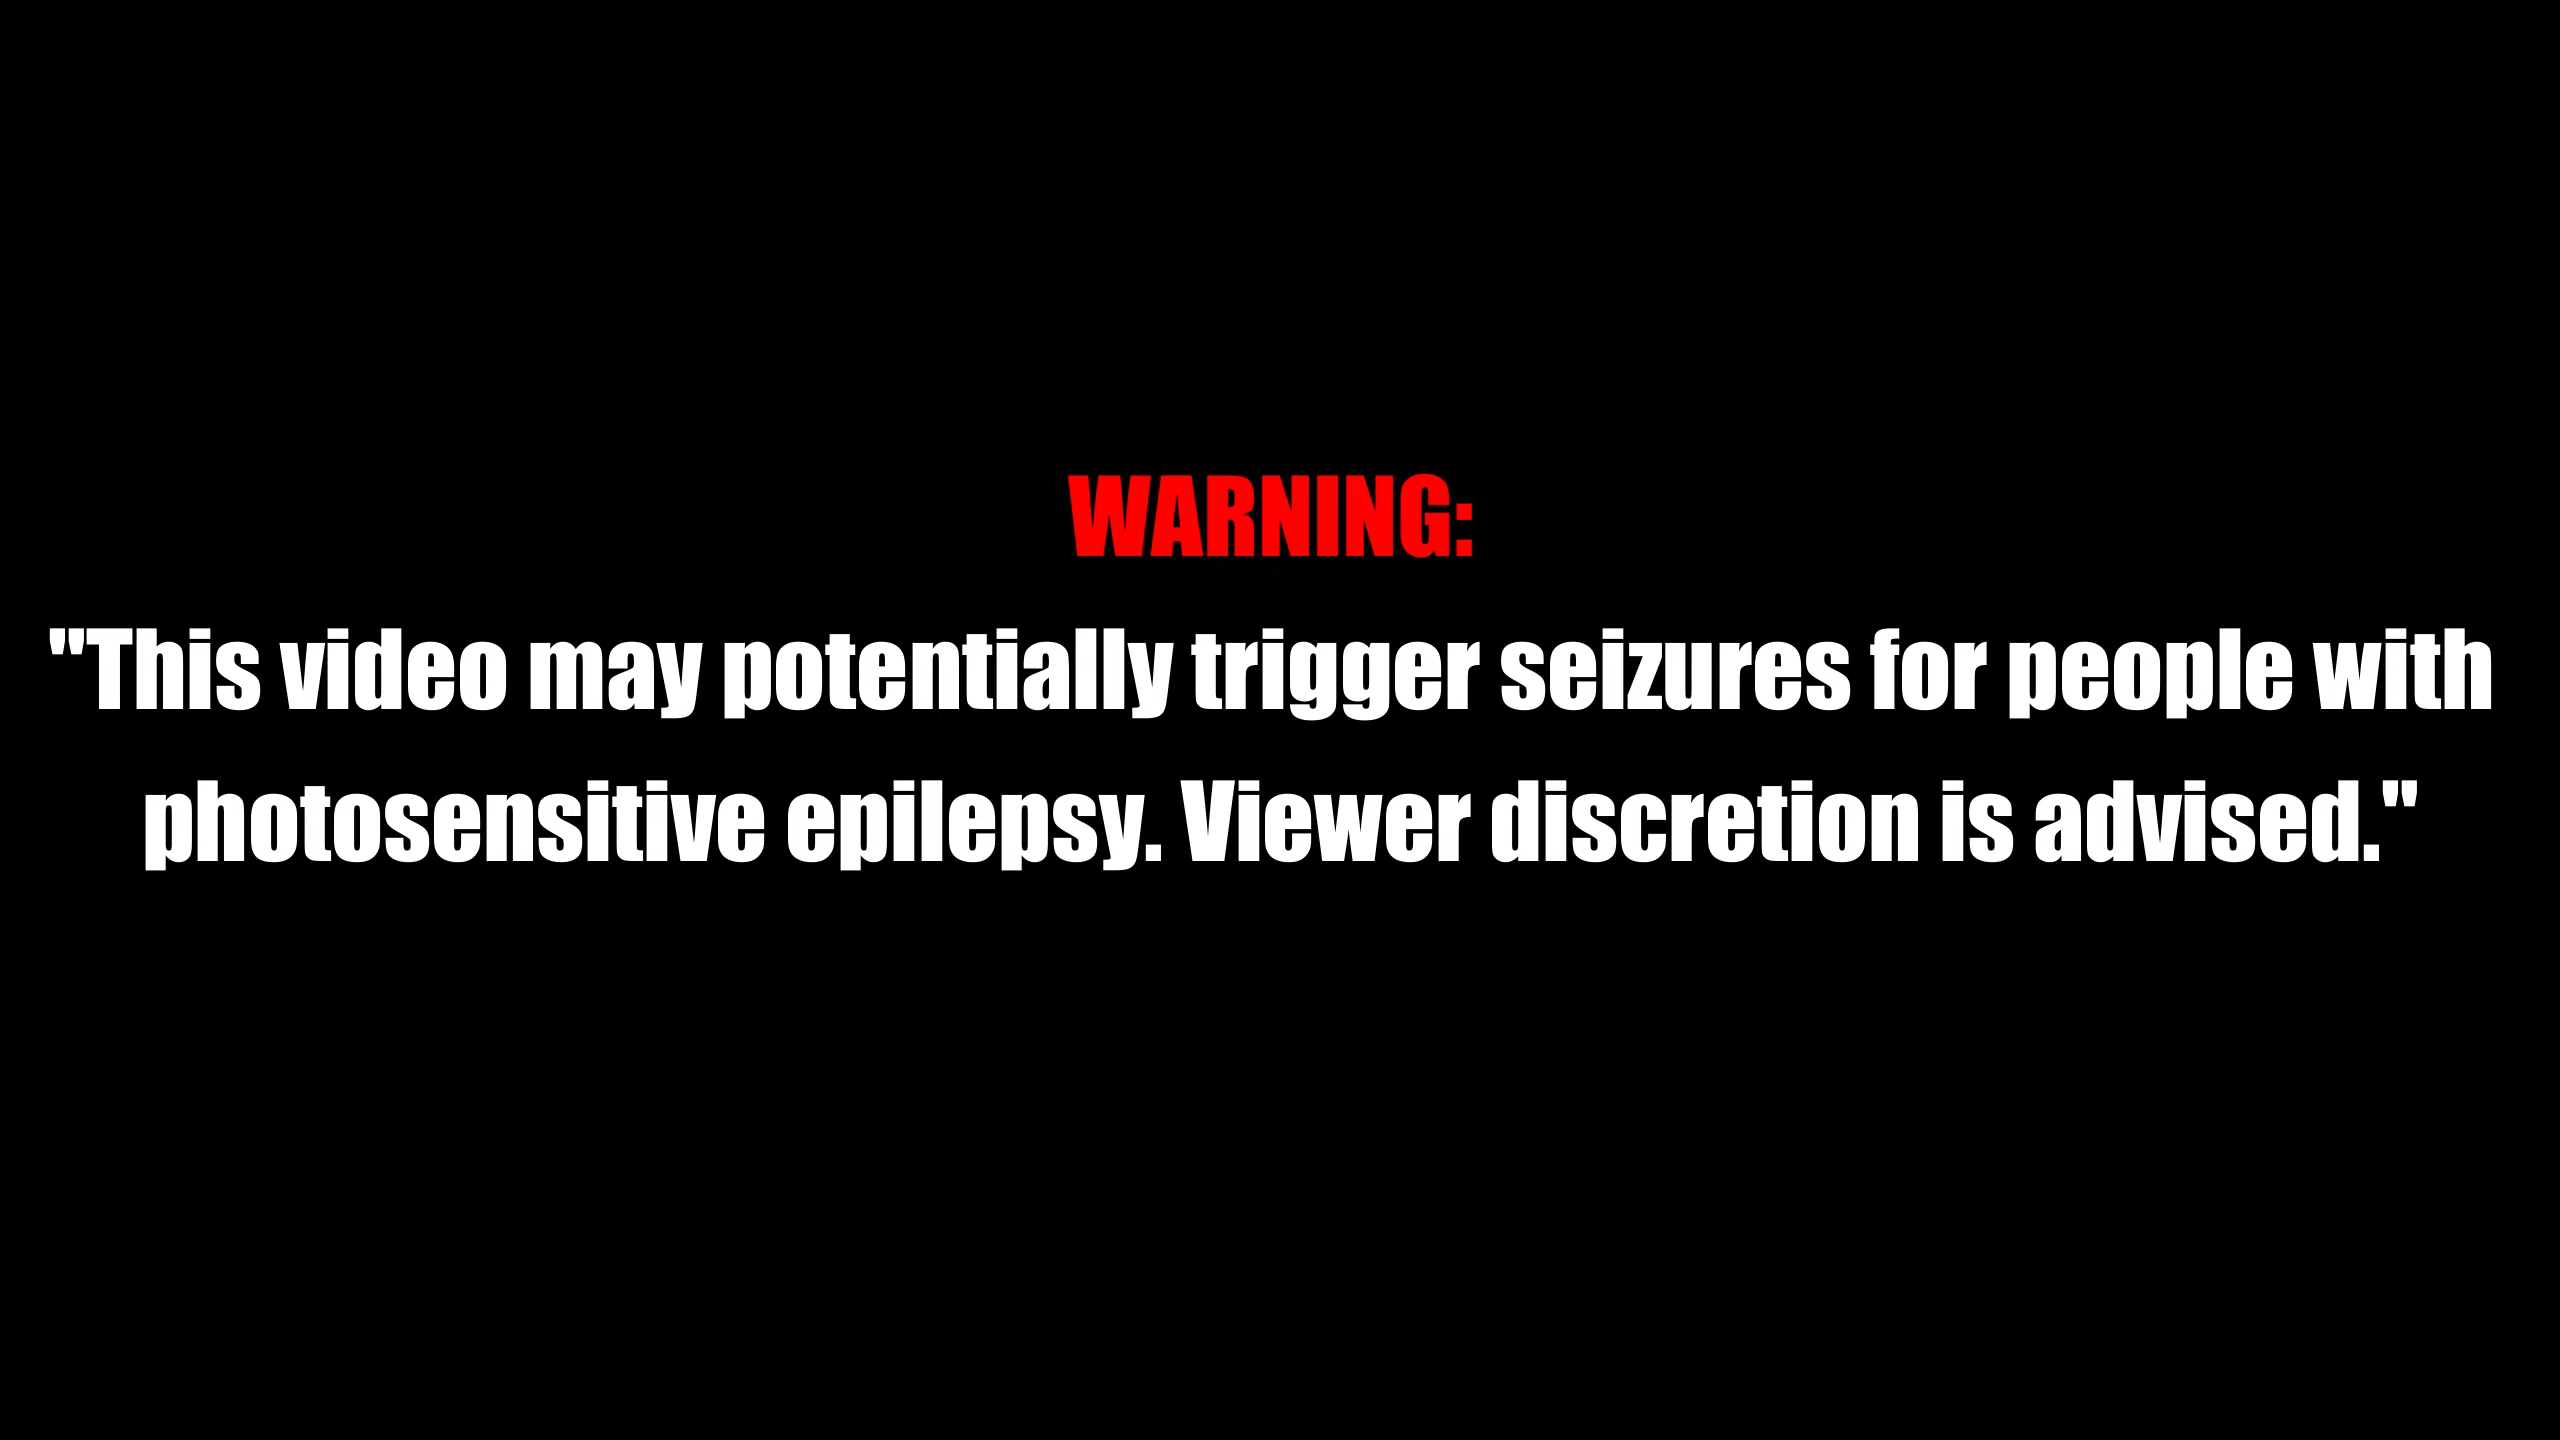 WARNING:
"This video may potentially trigger seizures for people with
photosensitive epilepsy. Viewer discretion is advised."